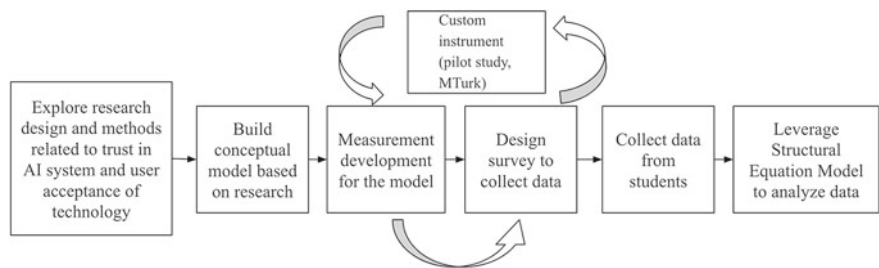 Custom
instrument
(pilot study,
MTurk)
Explore research
design and methods
related to trust in
AI system and user
acceptance of
technology
Build
conceptual
model based
on research
Measurement
development
for the model
Design
survey to
collect data
Collect data
from
students
Leverage
Structural
Equation Model
to analyze data